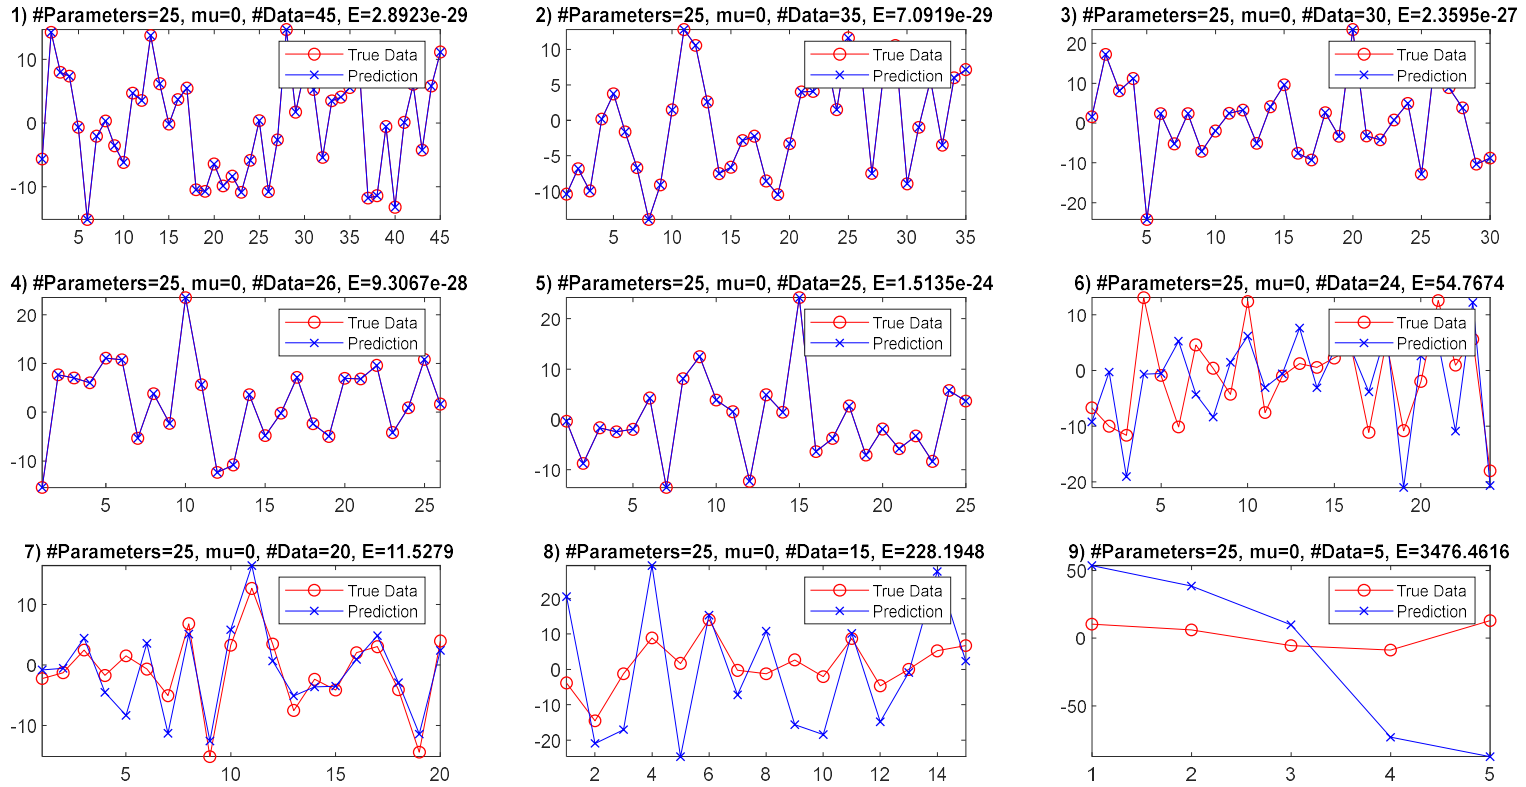 1) #Parameters=25, mu=0, #Data=45, E=2.8923e-29
True Data
Prediction
10
0
-10
5 10 15 20 25 30 35 40 45
2) #Parameters=25, mu=0, #Data=35, E=7.0919e-29
True Data
Prediction
10
5
0
-5
-10
5 10 15 20 25 30 35
3) #Parameters=25, mu=0, #Data=30, E=2.3595e-27
True Data
Prediction
20
10
0
-10
-20
5 10 15 20 25 30
4) #Parameters=25, mu=0, #Data=26, E=9.3067e-28
True Data
Prediction
20
10
0
-10
5 10 15 20 25
5) #Parameters=25, mu=0, #Data=25, E=1.5135e-24
True Data
Prediction
20
10
0
-10
5 10 15 20 25
6) #Parameters=25, mu=0, #Data=24, E=54.7674
True Data
Prediction
10
0
-10
-20
5 10 15 20
7) #Parameters=25, mu=0, #Data=20, E=11.5279
True Data
Prediction
10
0
-10
5 10 15 20
8) #Parameters=25, mu=0, #Data=15, E=228.1948
True Data
Prediction
20
10
0
-10
-20
2 4 6 8 10 12 14
9) #Parameters=25, mu=0, #Data=5, E=3476.4616
True Data
Prediction
50
0
-50
1 2 3 4 5